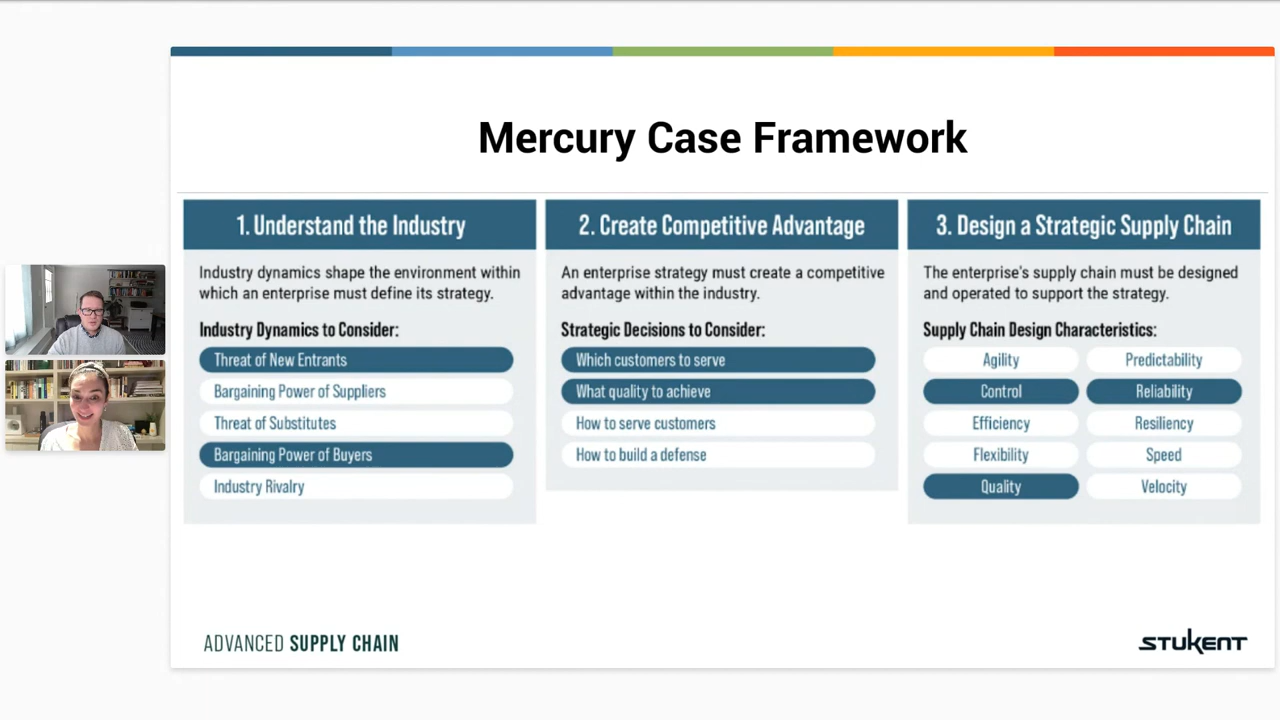 Mercury Case Framework
1. Understand the Industry
Industry dynamics shape the environment within
which an enterprise must define its strategy.
Industry Dynamics to Consider:
Threat of New Entrants
Bargaining Power of Suppliers
Threat of Substitutes
Bargaining Power of Buyers
Industry Rivalry
2. Create Competitive Advantage
An enterprise strategy must create a competitive
advantage within the industry.
Strategic Decisions to Consider:
Which customers to serve
What quality to achieve
How to serve customers
How to build a defense
3. Design a Strategic Supply Chain
The enterprise's supply chain must be designed
and operated to support the strategy.
Supply Chain Design Characteristics:
Agility
Predictability
Control
Reliability
Efficiency
Resiliency
Flexibility
Speed
Quality
Velocity
ADVANCED SUPPLY CHAIN
STUKENT